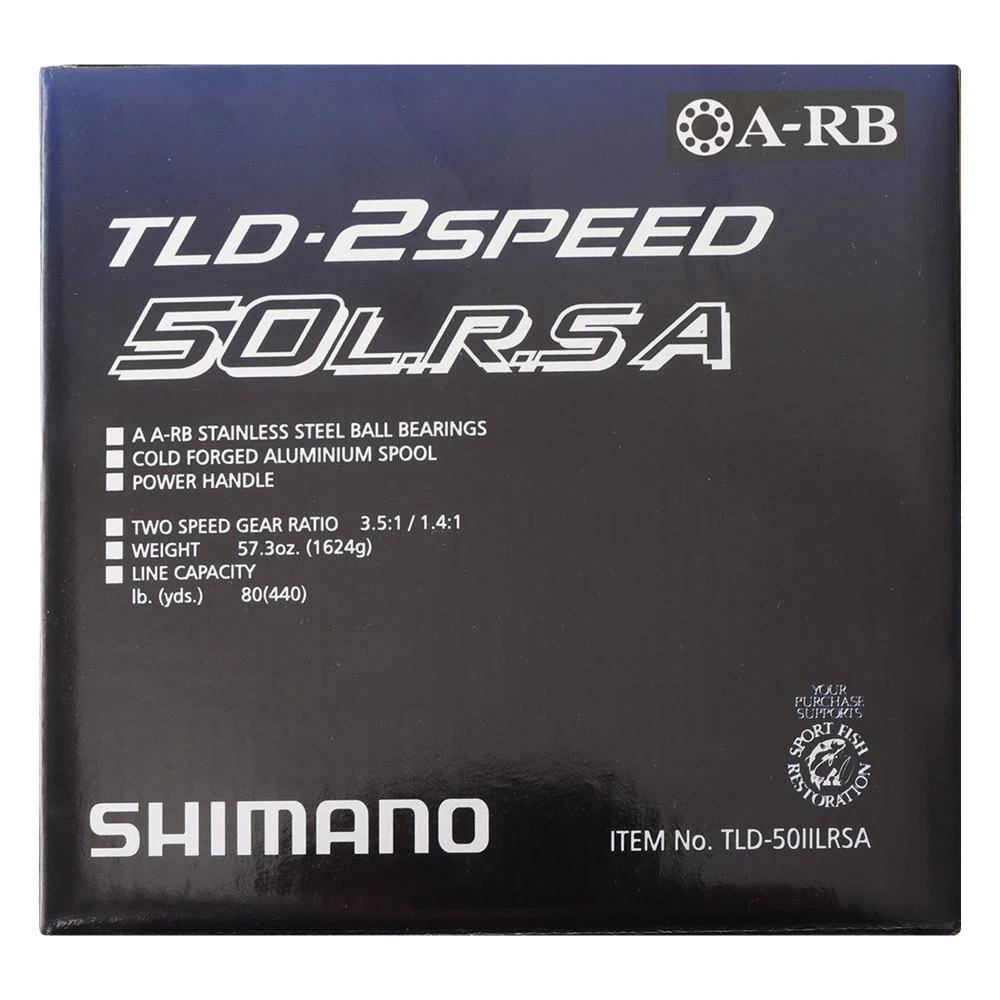 A-RB
TLD-2SPEED
50L.R.S A
A A-RB STAINLESS STEEL BALL BEARINGS
COLD FORGED ALUMINIUM SPOOL
POWER HANDLE
TWO SPEED GEAR RATIO 3.5:1 / 1.4:1
WEIGHT 57.3oz. (1624g)
LINE CAPACITY
lb. (yds.) 80(440)
YOUR
PURCHASE
SUPPORTS
SPORT FISH
RESTORATION
SHIMANO
ITEM No. TLD-50IILRSA